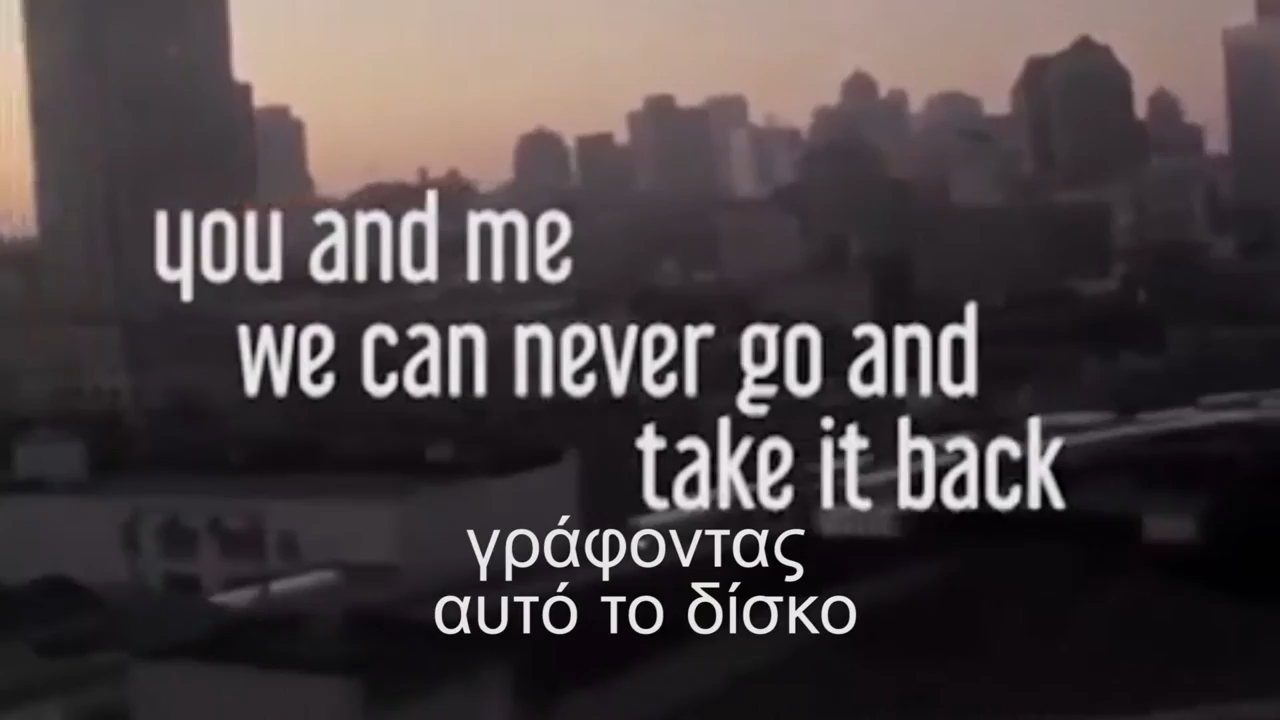 you and me
we can never go and
take it back
γράφοντας
αυτό το δίσκο